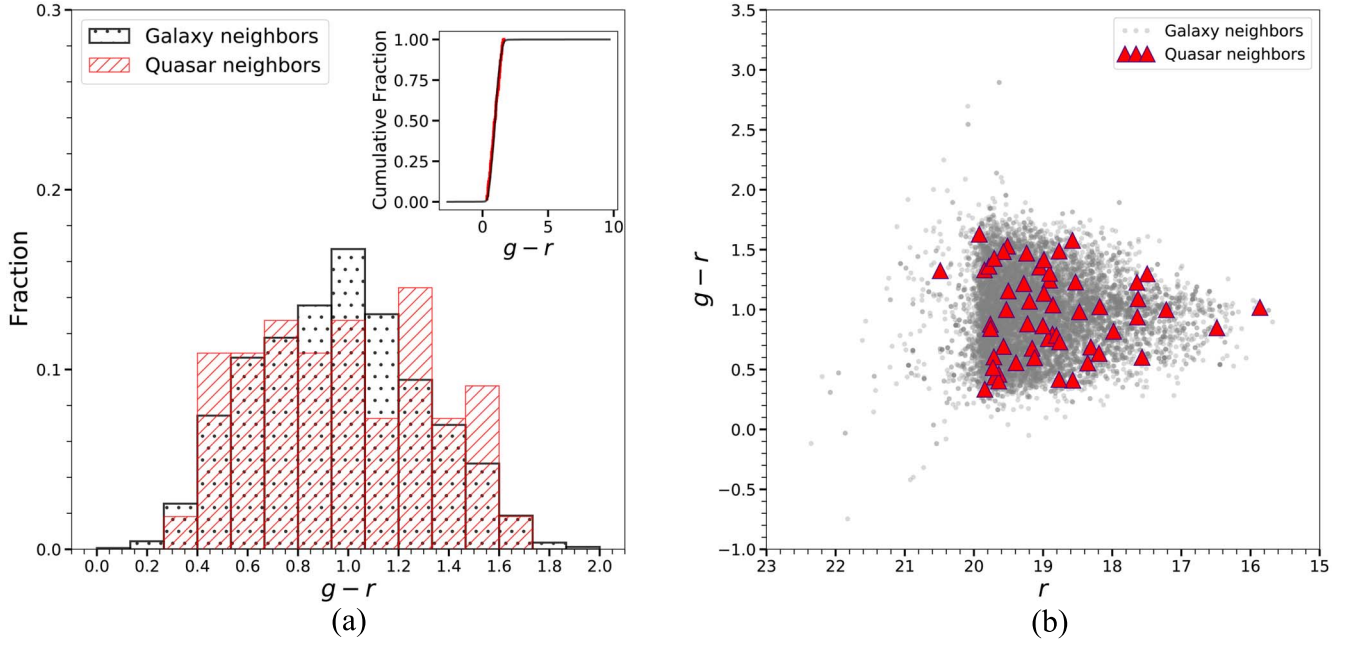 Galaxy neighbors
Quasar neighbors
Fraction
0.3
0.2
0.1
0.0
0.0 0.2 0.4 0.6 0.8 1.0 1.2 1.4 1.6 1.8 2.0
g − r
Cumulative Fraction
1.00
0.75
0.50
0.25
0.00
0 5 10
g − r
(a)
Galaxy neighbors
Quasar neighbors
g − r
3.5
3.0
2.5
2.0
1.5
1.0
0.5
0.0
−0.5
−1.0
23 22 21 20 19 18 17 16 15
r
(b)